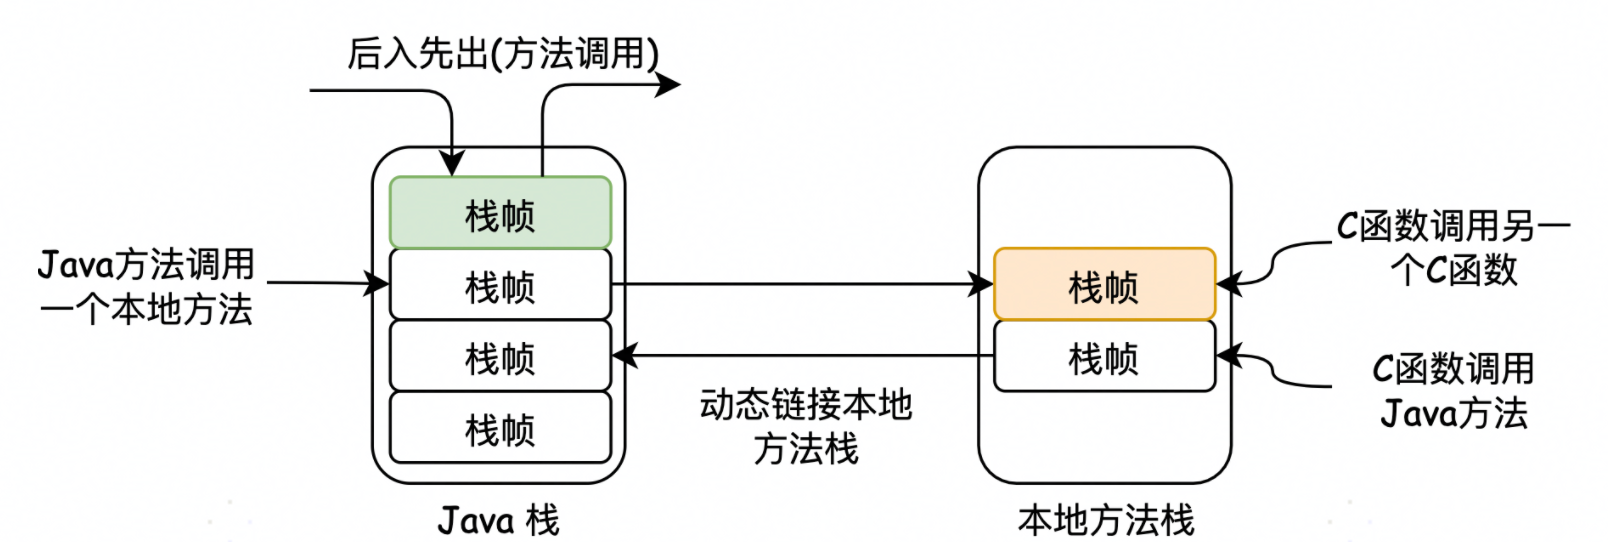 后入先出(方法调用)
Java方法调用
一个本地方法
栈帧
栈帧
栈帧
栈帧
Java 栈
动态链接本地
方法栈
栈帧
栈帧
本地方法栈
C函数调用另一
个C函数
C函数调用
Java方法